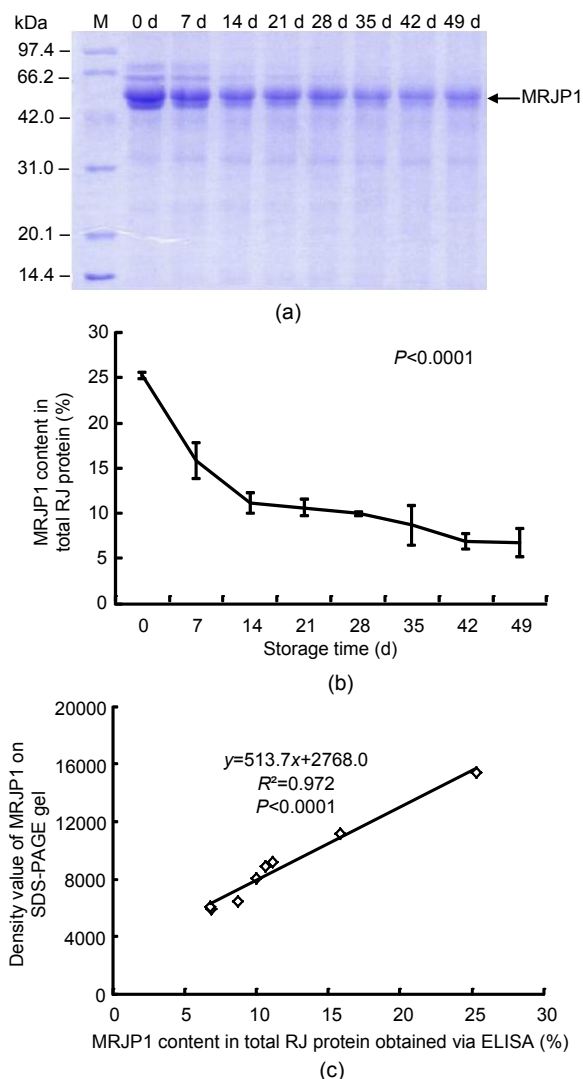 kDa M 0 d 7 d 14 d 21 d 28 d 35 d 42 d 49 d
97.4
66.2
MRJP1
42.0
31.0
20.1
14.4
(a)
30
25
20
15
10
5
0
P<0.0001
MRJP1 content in
total RJ protein (%)
0 7 14 21 28 35 42 49
Storage time (d)
(b)
20000
16000
12000
8000
4000
0
y=513.7x+2768.0
R²=0.972
P<0.0001
Density value of MRJP1 on
SDS-PAGE gel
0 5 10 15 20 25 30
MRJP1 content in total RJ protein obtained via ELISA (%)
(c)